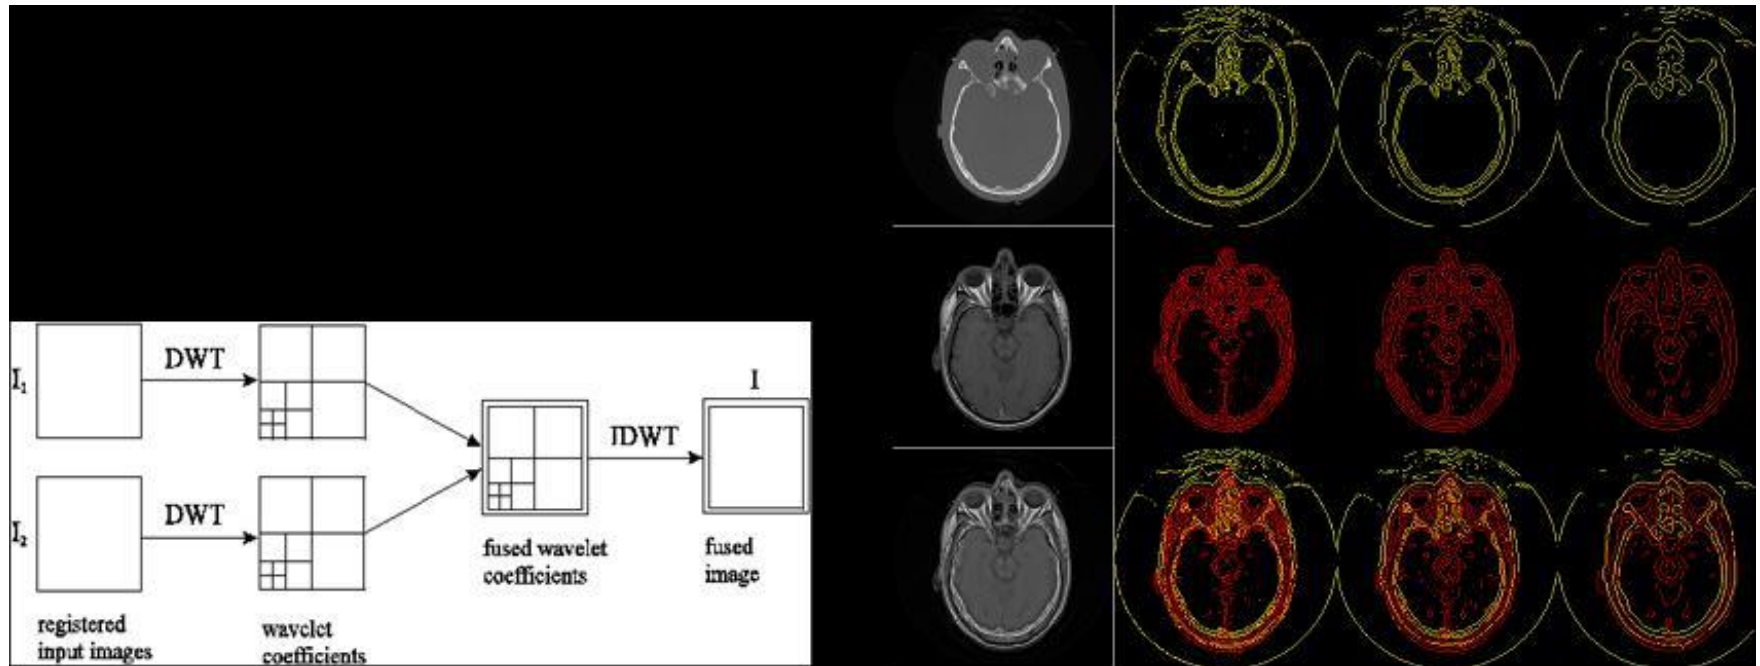 I₁
DWT
I₂
DWT
IDWT
I
registered
input images
wavelet
coefficients
fused wavelet
coefficients
fused
image